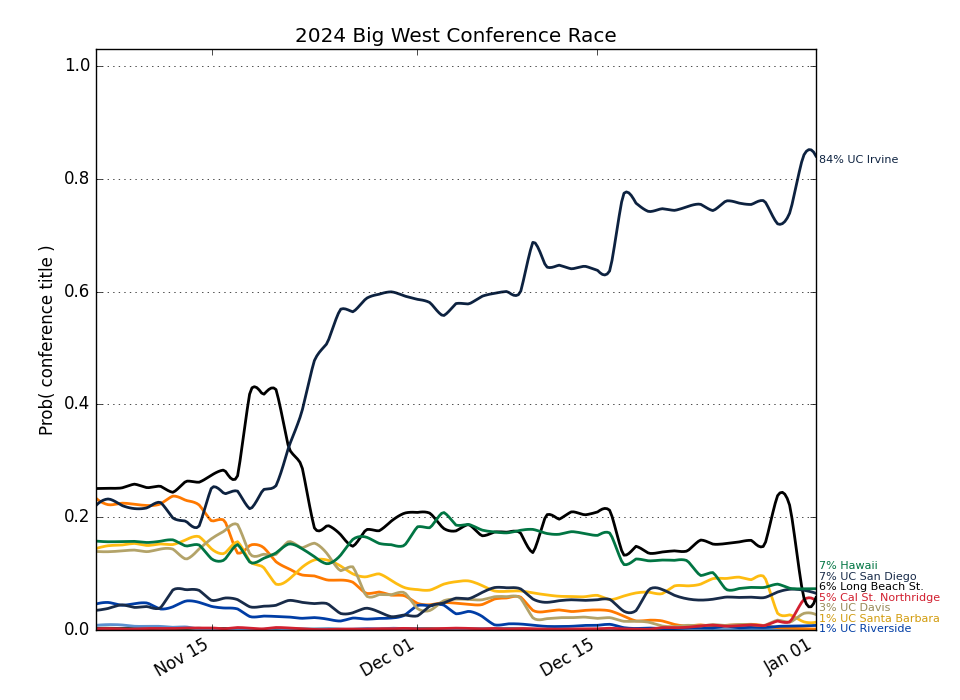 2024 Big West Conference Race
1.0
0.8
0.6
0.4
0.2
0.0
Prob( conference title )
Nov 15
Dec 01
Dec 15
Jan 01
84% UC Irvine
7% Hawaii
7% UC San Diego
6% Long Beach St.
5% Cal St. Northridge
3% UC Davis
1% UC Santa Barbara
1% UC Riverside